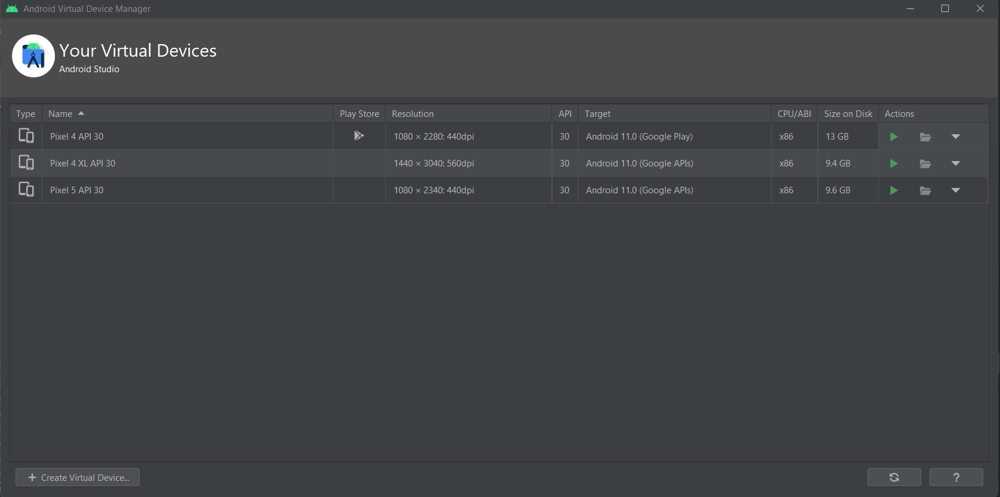 Android Virtual Device Manager
Your Virtual Devices
Android Studio
Type Name Play Store Resolution API Target CPU/ABI Size on Disk Actions
Pixel 4 API 30 1080 × 2280: 440dpi 30 Android 11.0 (Google Play) x86 13 GB
Pixel 4 XL API 30 1440 × 3040: 560dpi 30 Android 11.0 (Google APIs) x86 9.4 GB
Pixel 5 API 30 1080 × 2340: 440dpi 30 Android 11.0 (Google APIs) x86 9.6 GB
+ Create Virtual Device... ?